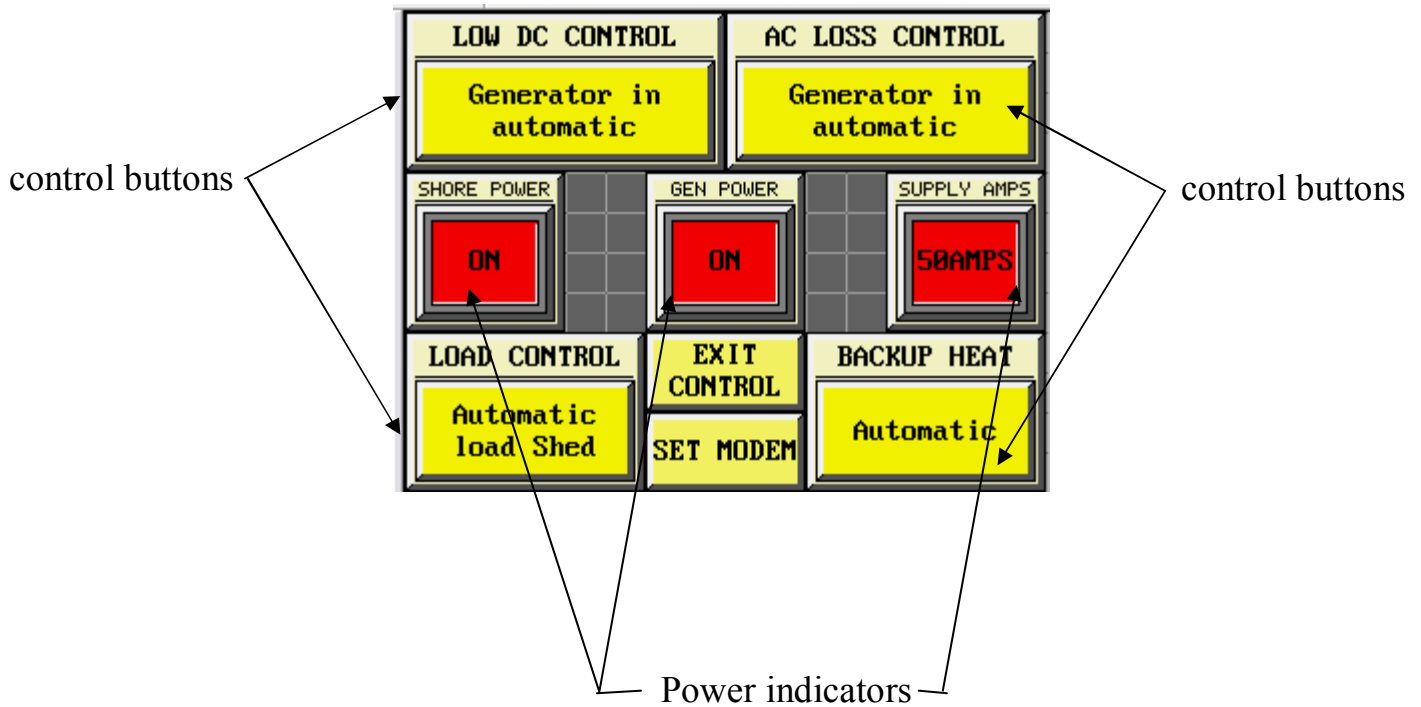 LOW DC CONTROL
AC LOSS CONTROL
Generator in
automatic
Generator in
automatic
control buttons
control buttons
SHORE POWER
GEN POWER
SUPPLY AMPS
ON
ON
50AMPS
LOAD CONTROL
EXIT
CONTROL
BACKUP HEAT
Automatic
load Shed
SET MODEM
Automatic
Power indicators